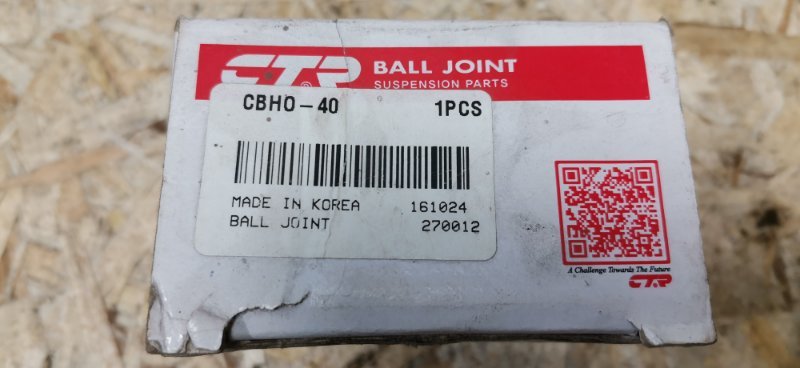 CTR BALL JOINT
® SUSPENSION PARTS
CBHO-40 1PCS
MADE IN KOREA 161024
BALL JOINT 270012
A Challenge Towards The Future
CTR